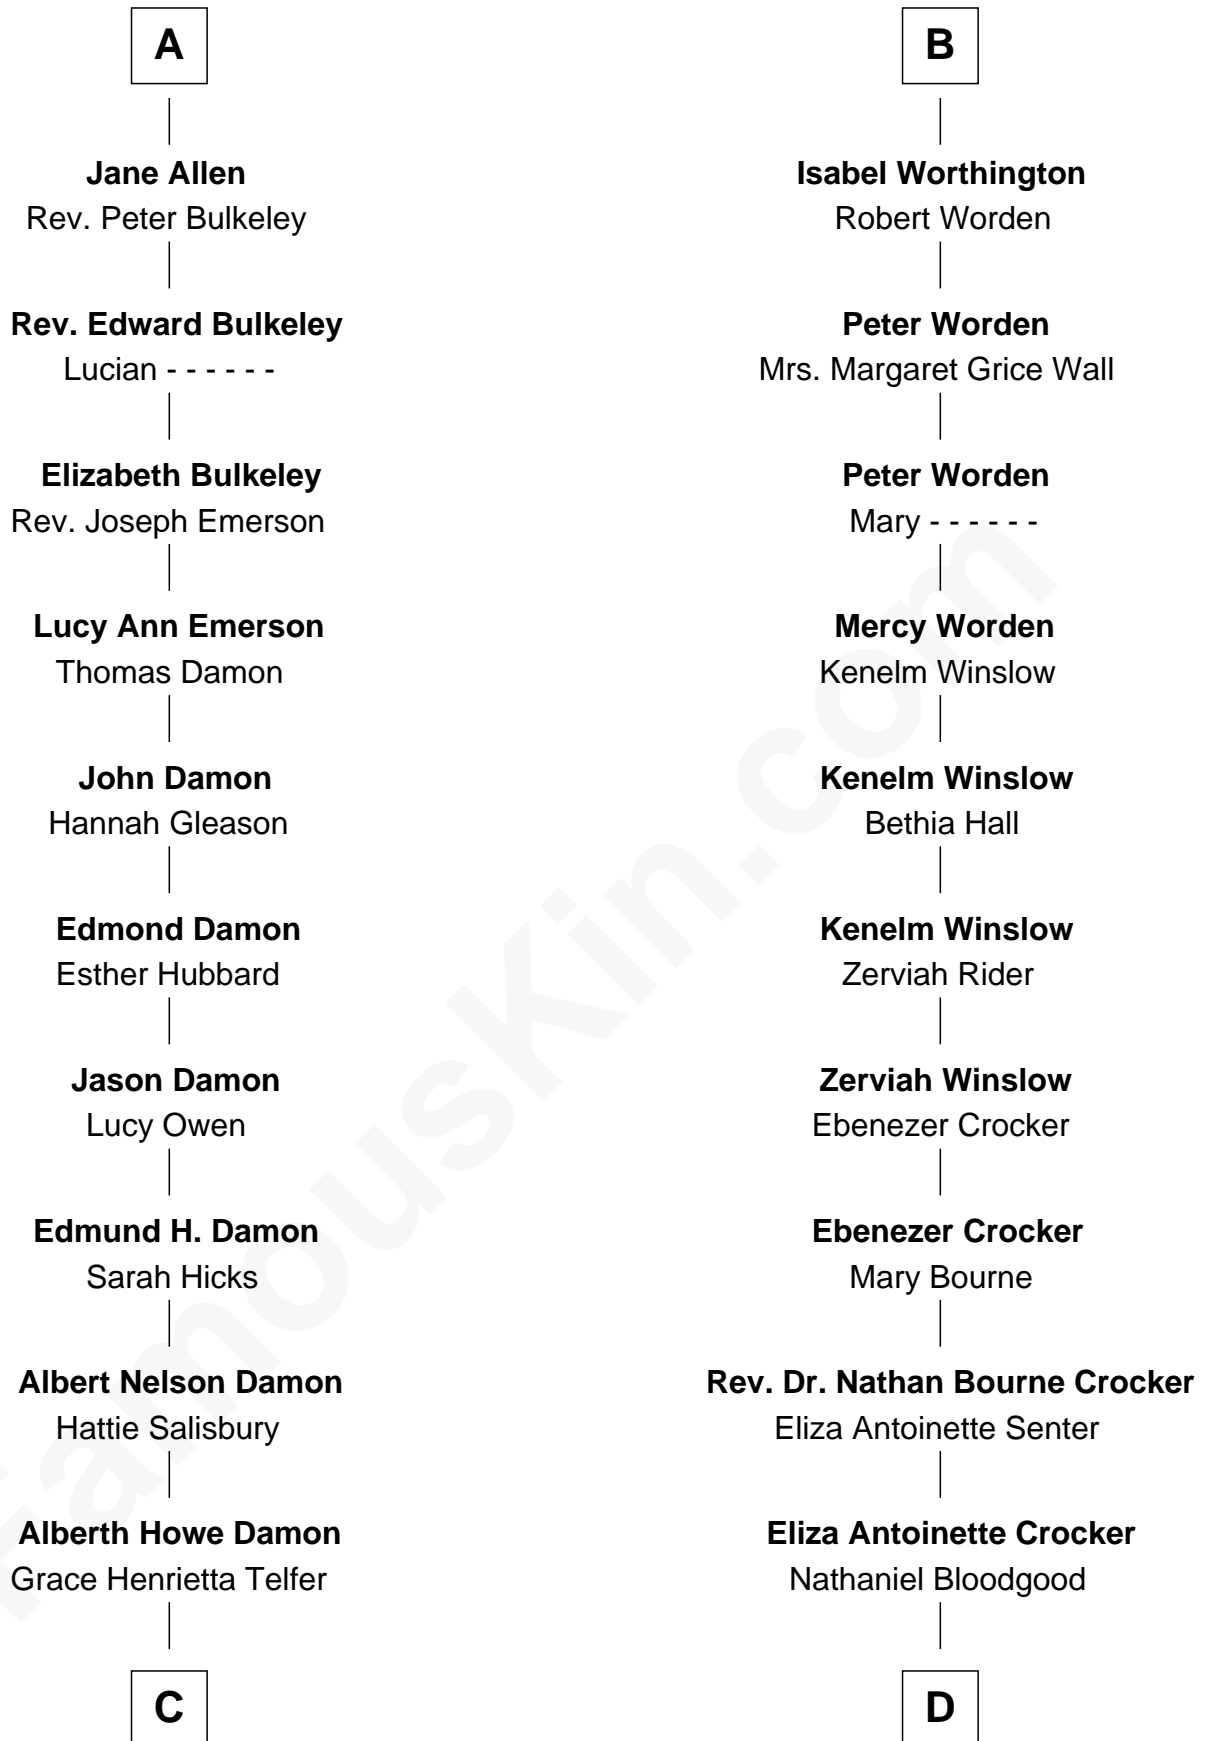 A
Jane Allen
Rev. Peter Bulkeley
Rev. Edward Bulkeley
Lucian - - - - - -
Elizabeth Bulkeley
Rev. Joseph Emerson
Lucy Ann Emerson
Thomas Damon
John Damon
Hannah Gleason
Edmond Damon
Esther Hubbard
Jason Damon
Lucy Owen
Edmund H. Damon
Sarah Hicks
Albert Nelson Damon
Hattie Salisbury
Alberth Howe Damon
Grace Henrietta Telfer
C
B
Isabel Worthington
Robert Worden
Peter Worden
Mrs. Margaret Grice Wall
Peter Worden
Mary - - - - - -
Mercy Worden
Kenelm Winslow
Kenelm Winslow
Bethia Hall
Kenelm Winslow
Zerviah Rider
Zerviah Winslow
Ebenezer Crocker
Ebenezer Crocker
Mary Bourne
Rev. Dr. Nathan Bourne Crocker
Eliza Antoinette Senter
Eliza Antoinette Crocker
Nathaniel Bloodgood
D
FamousKin.com